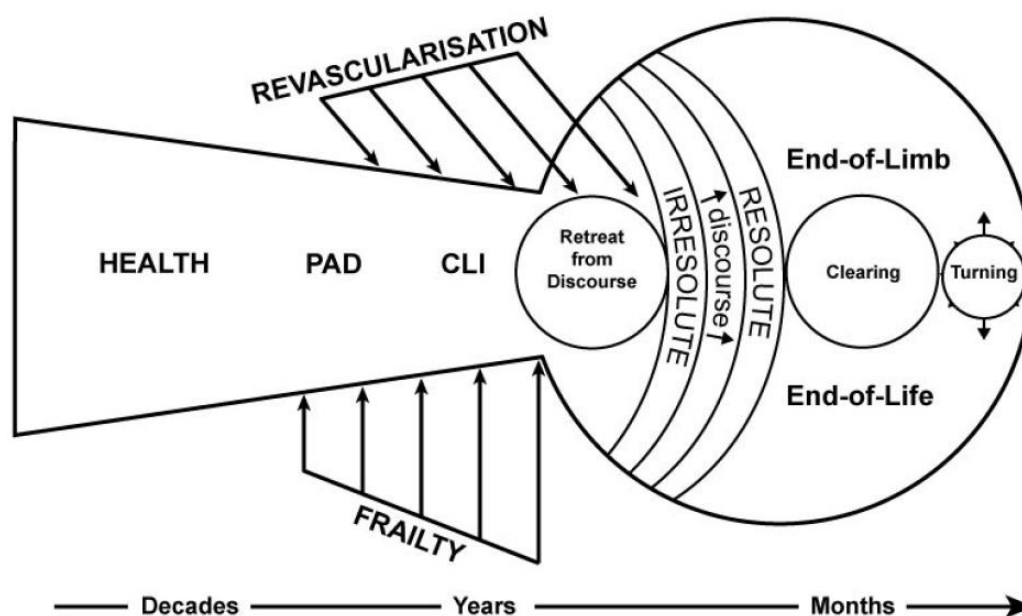 REVASCULARISATION
HEALTH
PAD
CLI
Retreat
from
Discourse
IRRESOLUTE
discourse
RESOLUTE
End-of-Limb
Clearing
Turning
End-of-Life
FRAILTY
Decades
Years
Months